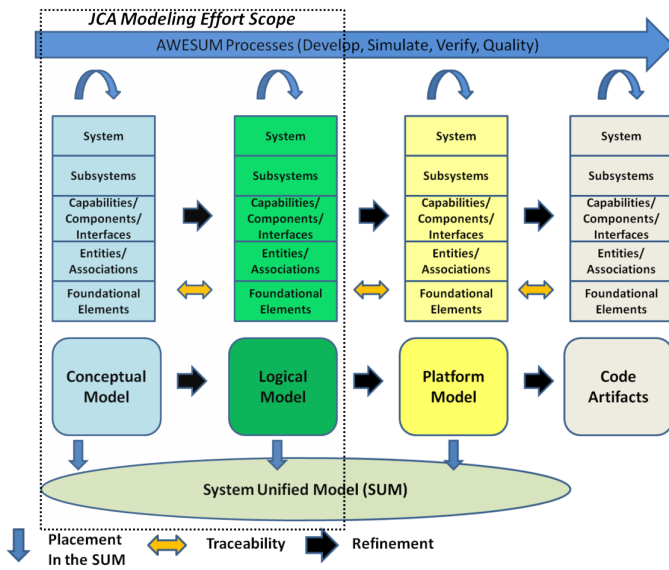 JCA Modeling Effort Scope
AWESUM Processes (Develop, Simulate, Verify, Quality)
System
Subsystems
Capabilities/
Components/
Interfaces
Entities/
Associations
Foundational
Elements
System
Subsystems
Capabilities/
Components/
Interfaces
Entities/
Associations
Foundational
Elements
System
Subsystems
Capabilities/
Components/
Interfaces
Entities/
Associations
Foundational
Elements
System
Subsystems
Capabilities/
Components/
Interfaces
Entities/
Associations
Foundational
Elements
Conceptual
Model
Logical
Model
Platform
Model
Code
Artifacts
System Unified Model (SUM)
Placement
In the SUM
Traceability
Refinement